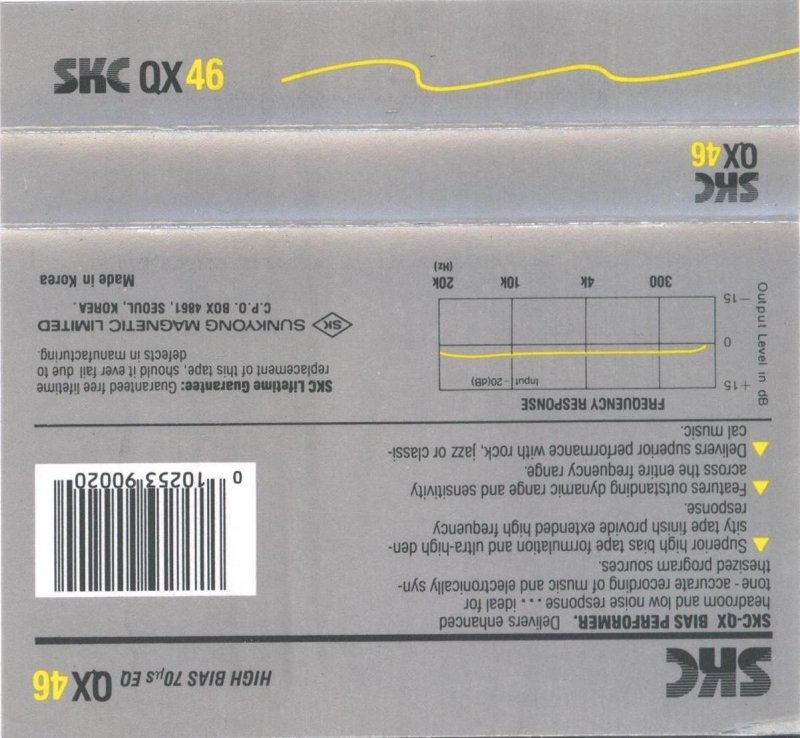 SKC QX46
SKC
QX46
SKC
HIGH BIAS 70µs EQ QX46
SKC-QX BIAS PERFORMER. Delivers enhanced
headroom and low noise response ... ideal for
tone-accurate recording of music and electronically syn-
thesized program sources.
▲ Superior high bias tape formulation and ultra-high den-
sity tape finish provide extended high frequency
response.
▲ Features outstanding dynamic range and sensitivity
across the entire frequency range.
▲ Delivers superior performance with rock, jazz or classi-
cal music.
0 10253 90020
FREQUENCY RESPONSE
Output Level in dB
+15
0
-15
Input -20(dB)
300 4k 10k 20k
(Hz)
SKC Lifetime Guarantee: Guaranteed free lifetime
replacement of this tape, should it ever fail due to
defects in manufacturing.
SK SUNKYONG MAGNETIC LIMITED
C.P.O. BOX 4861, SEOUL, KOREA.
Made in Korea